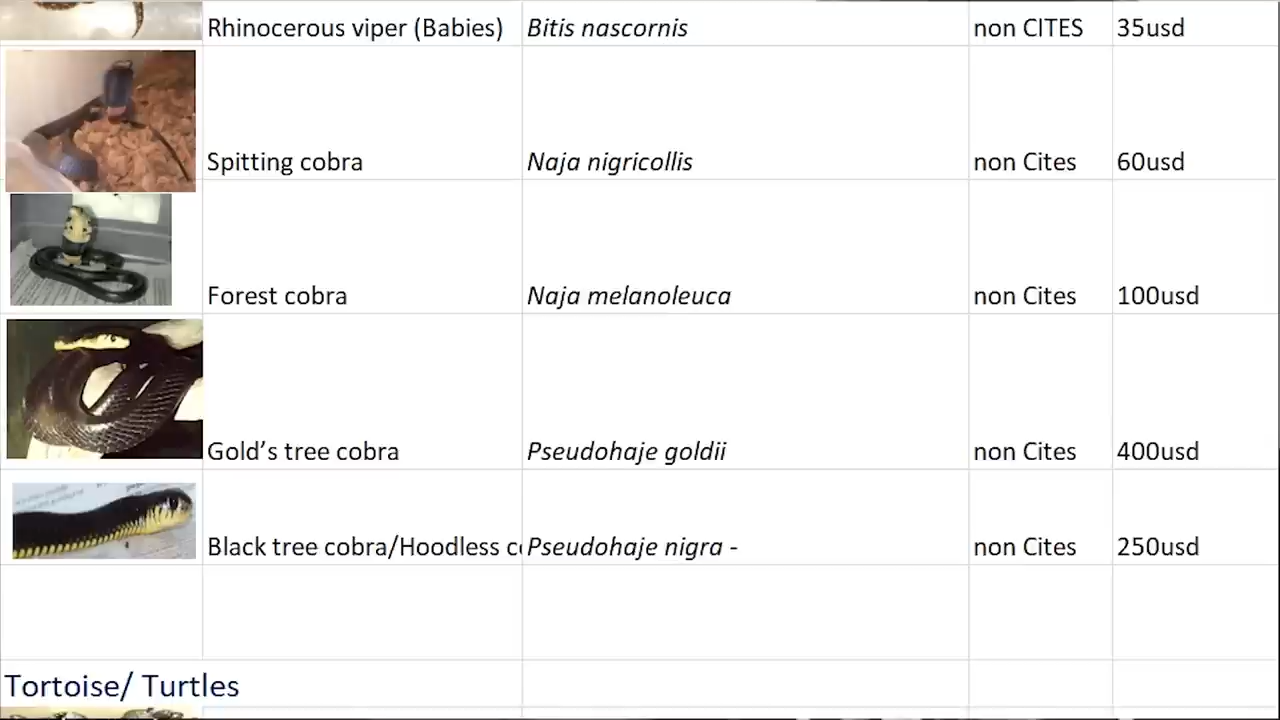 Rhinocerous viper (Babies) Bitis nascornis non CITES 35usd
Spitting cobra Naja nigricollis non Cites 60usd
Forest cobra Naja melanoleuca non Cites 100usd
Gold's tree cobra Pseudohaje goldii non Cites 400usd
Black tree cobra/Hoodless Pseudohaje nigra - non Cites 250usd
Tortoise/ Turtles